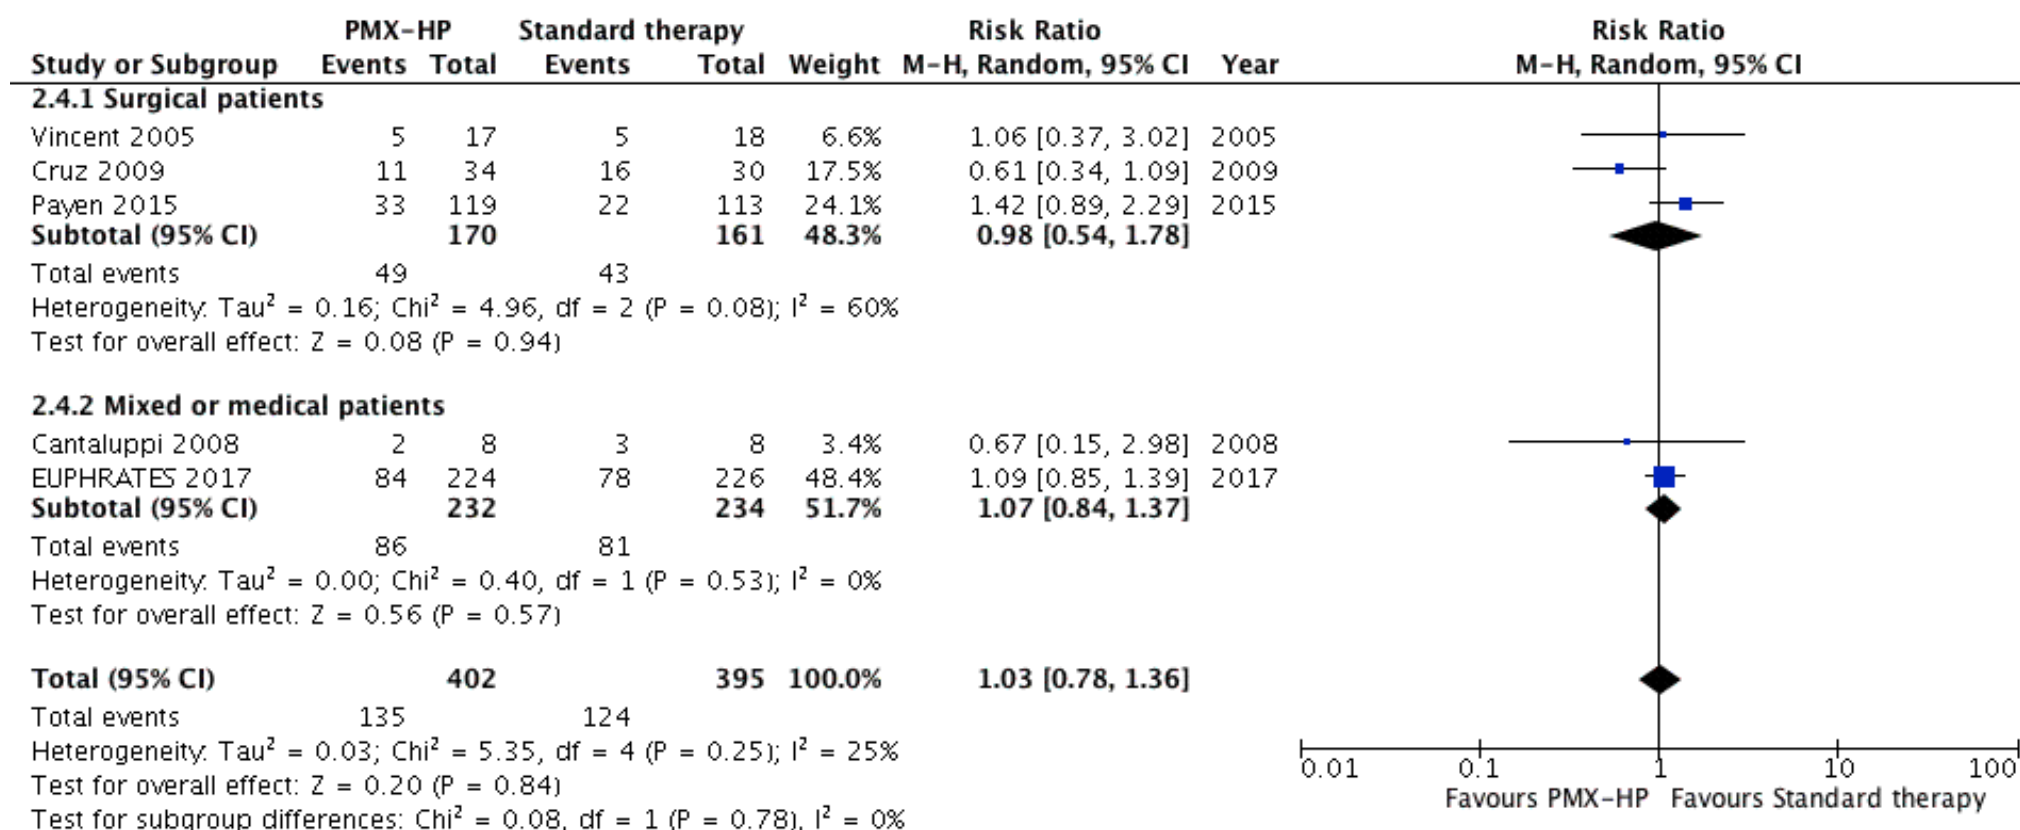 PMX-HP Standard therapy Risk Ratio Risk Ratio
Study or Subgroup Events Total Events Total Weight M-H, Random, 95% CI Year M-H, Random, 95% CI
2.4.1 Surgical patients
Vincent 2005 5 17 5 18 6.6% 1.06 [0.37, 3.02] 2005
Cruz 2009 11 34 16 30 17.5% 0.61 [0.34, 1.09] 2009
Payen 2015 33 119 22 113 24.1% 1.42 [0.89, 2.29] 2015
Subtotal (95% CI) 170 161 48.3% 0.98 [0.54, 1.78]
Total events 49 43
Heterogeneity: Tau² = 0.16; Chi² = 4.96, df = 2 (P = 0.08); I² = 60%
Test for overall effect: Z = 0.08 (P = 0.94)
2.4.2 Mixed or medical patients
Cantaluppi 2008 2 8 3 8 3.4% 0.67 [0.15, 2.98] 2008
EUPHRATES 2017 84 224 78 226 48.4% 1.09 [0.85, 1.39] 2017
Subtotal (95% CI) 232 234 51.7% 1.07 [0.84, 1.37]
Total events 86 81
Heterogeneity: Tau² = 0.00; Chi² = 0.40, df = 1 (P = 0.53); I² = 0%
Test for overall effect: Z = 0.56 (P = 0.57)
Total (95% CI) 402 395 100.0% 1.03 [0.78, 1.36]
Total events 135 124
Heterogeneity: Tau² = 0.03; Chi² = 5.35, df = 4 (P = 0.25); I² = 25%
Test for overall effect: Z = 0.20 (P = 0.84)
Test for subgroup differences: Chi² = 0.08, df = 1 (P = 0.78), I² = 0%
0.01 0.1 1 10 100
Favours PMX-HP Favours Standard therapy